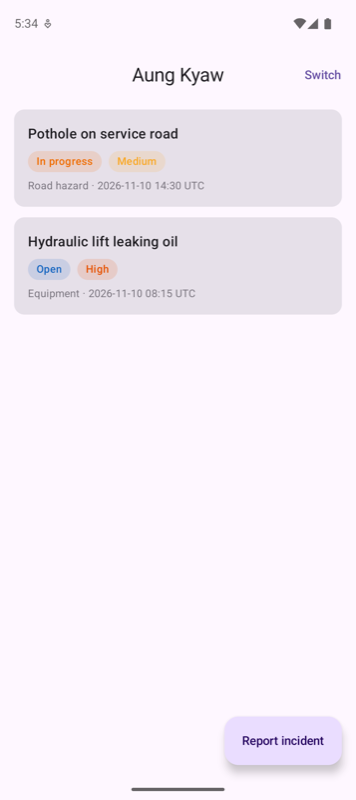 5:34
Aung Kyaw
Switch
Pothole on service road
In progress
Medium
Road hazard · 2026-11-10 14:30 UTC
Hydraulic lift leaking oil
Open
High
Equipment · 2026-11-10 08:15 UTC
Report incident